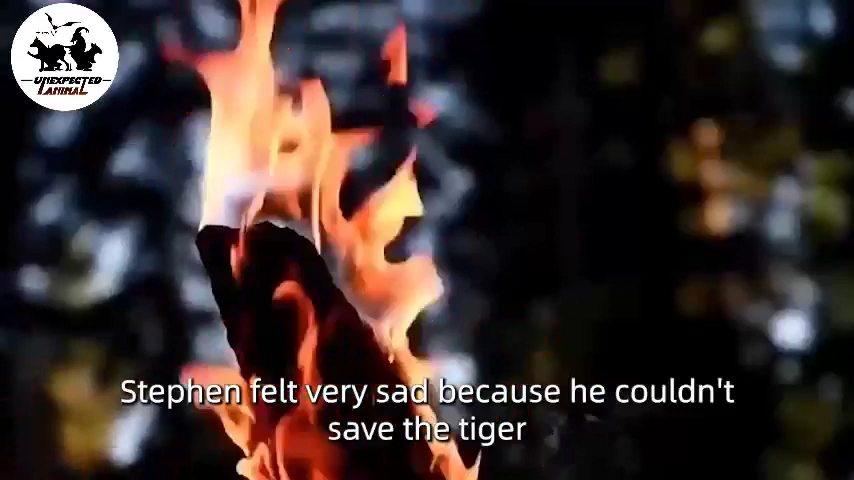 UNEXPECTED
ANIMAL
Stephen felt very sad because he couldn't
save the tiger